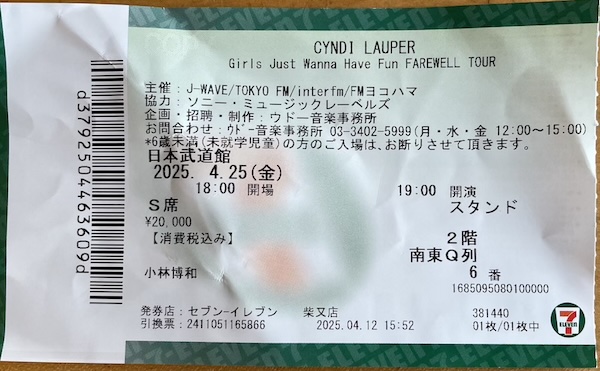 CYNDI LAUPER
Girls Just Wanna Have Fun FAREWELL TOUR
主催：J-WAVE/TOKYO FM/interfm/FMヨコハマ
協力：ソニー・ミュージックレーベルズ
企画・招聘・制作：ウドー音楽事務所
お問合わせ：ｳﾄﾞｰ音楽事務所 03-3402-5999(月・水・金 12:00～15:00)
*6歳未満(未就学児童)の方のご入場は、お断りさせて頂きます。
日本武道館
2025. 4.25(金)
18:00 開場 19:00 開演
Ｓ席 スタンド
¥20,000
【消費税込み】 ２階
南東Ｑ列
小林博和 6 番
1685095080100000
発券店：セブン-イレブン 柴又店 381440
引換票：2411051165866 2025.04.12 15:52 01枚/01枚中
d37925044636​09d
7
ELEVEN